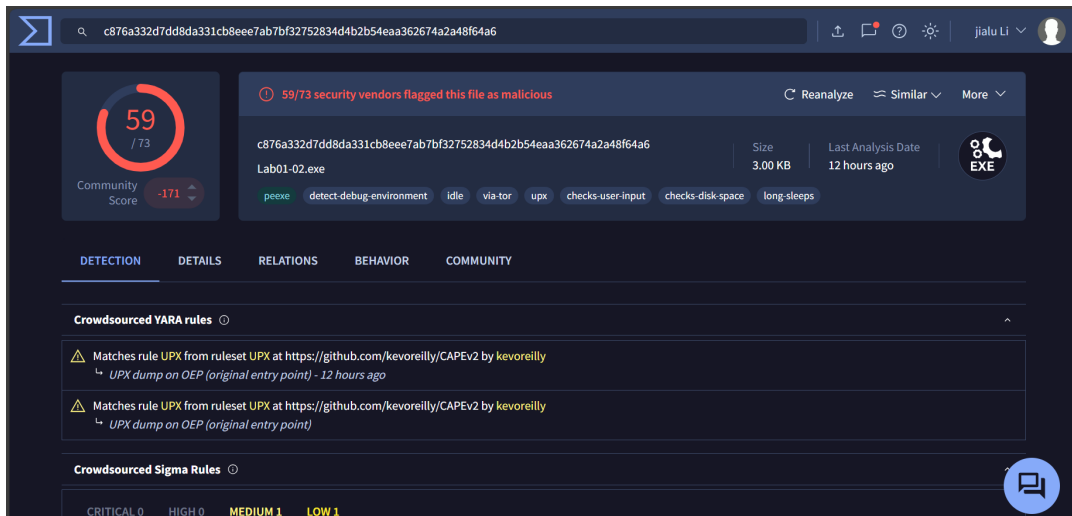 c876a332d7dd8da331cb8eee7ab7bf32752834d4b2b54eaa362674a2a48f64a6
jialu Li
59
/ 73
Community
Score
-171
59/73 security vendors flagged this file as malicious
Reanalyze
Similar
More
c876a332d7dd8da331cb8eee7ab7bf32752834d4b2b54eaa362674a2a48f64a6
Lab01-02.exe
Size
3.00 KB
Last Analysis Date
12 hours ago
EXE
peexe detect-debug-environment idle via-tor upx checks-user-input checks-disk-space long-sleeps
DETECTION DETAILS RELATIONS BEHAVIOR COMMUNITY
Crowdsourced YARA rules
Matches rule UPX from ruleset UPX at https://github.com/kevoreilly/CAPEv2 by kevoreilly
UPX dump on OEP (original entry point) - 12 hours ago
Matches rule UPX from ruleset UPX at https://github.com/kevoreilly/CAPEv2 by kevoreilly
UPX dump on OEP (original entry point)
Crowdsourced Sigma Rules
CRITICAL 0 HIGH 0 MEDIUM 1 LOW 1